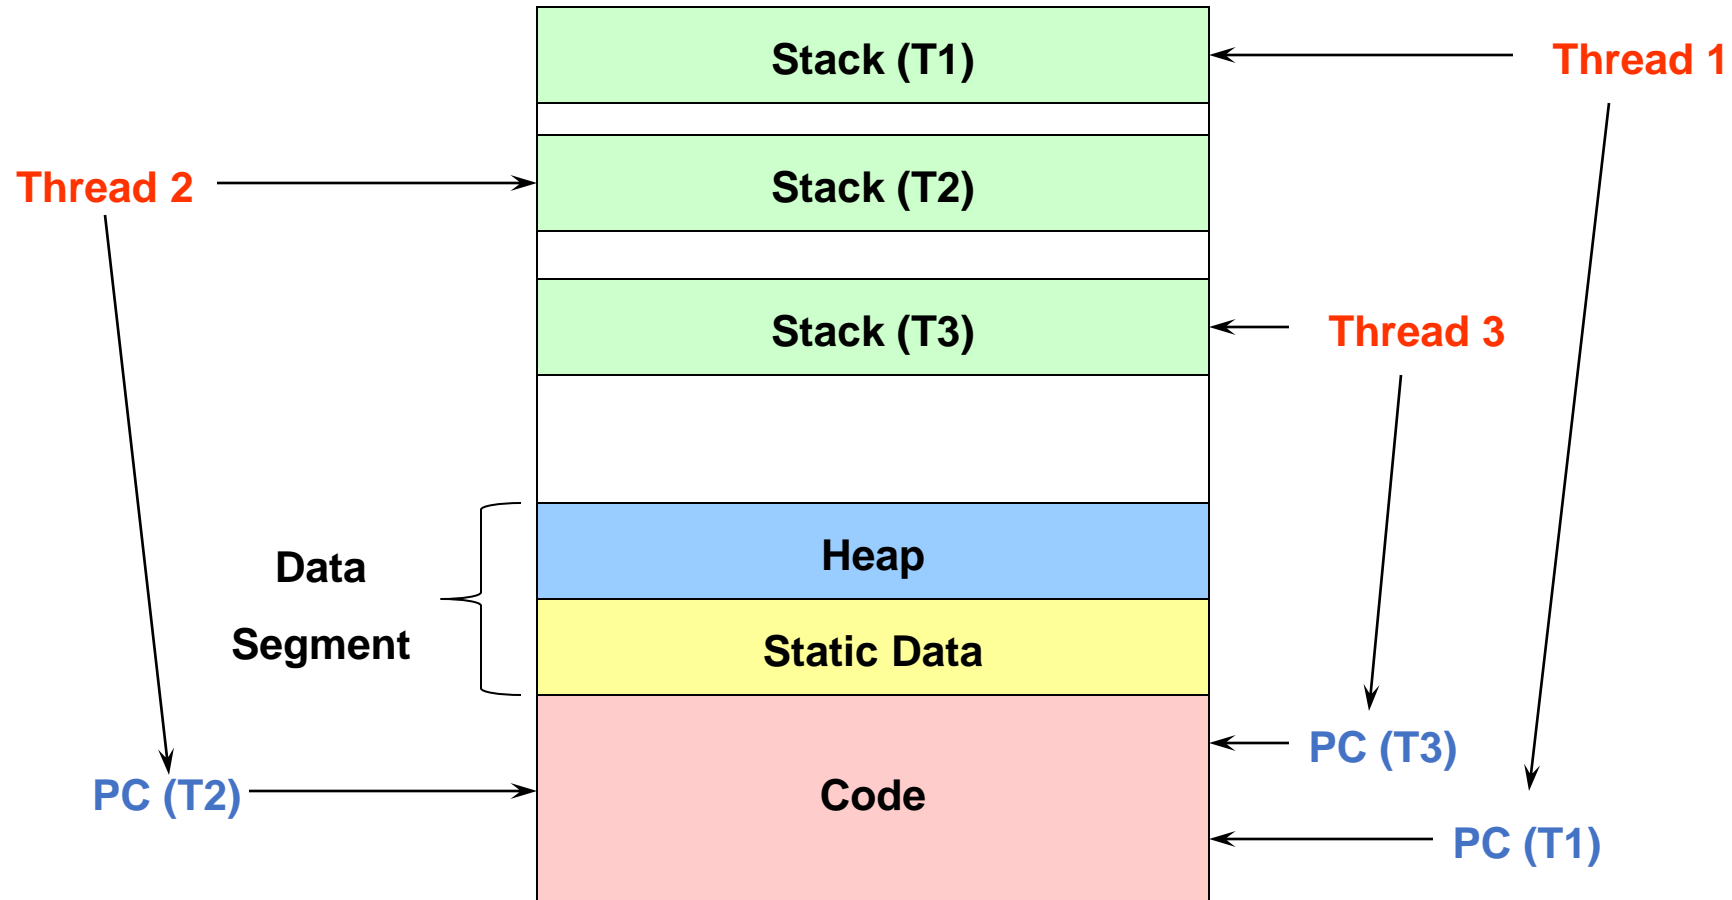 Stack (T1)
Thread 1
Thread 2
Stack (T2)
Stack (T3)
Thread 3
Data
Segment
Heap
Static Data
PC (T3)
PC (T2)
Code
PC (T1)